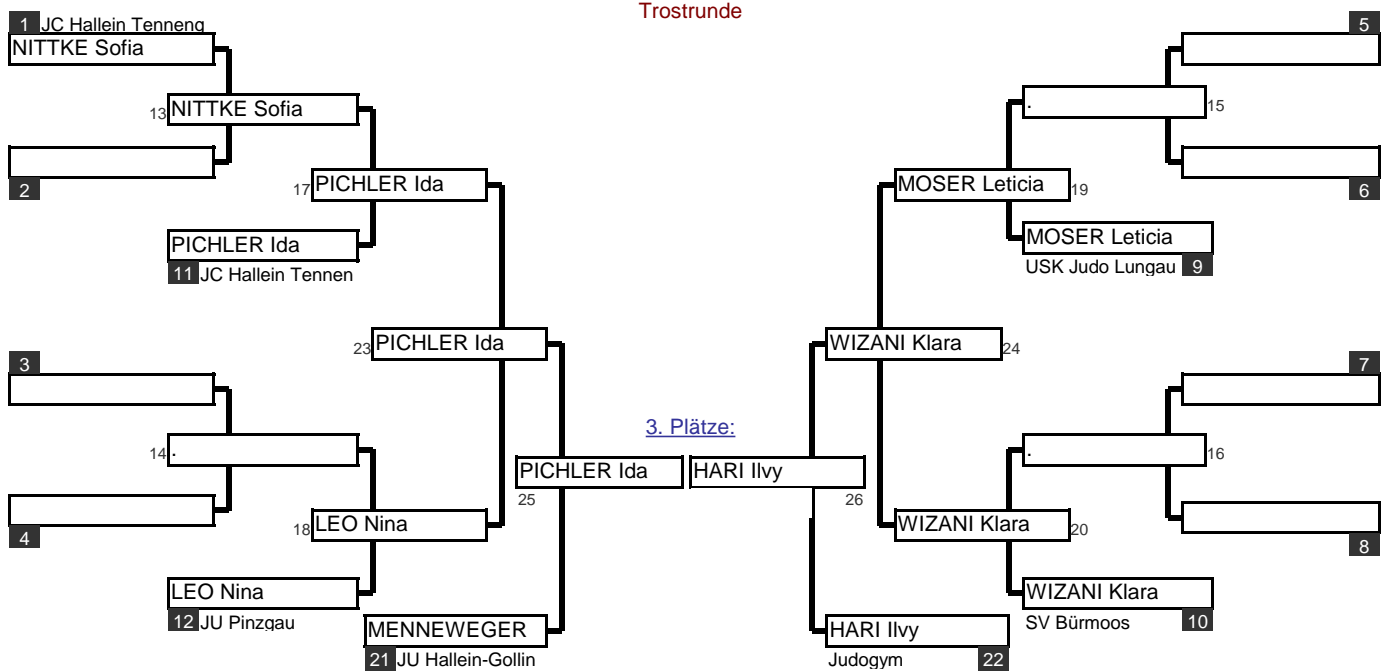 Trostrunde
1 JC Hallein Tenneng
5
NITTKE Sofia
13 NITTKE Sofia
. 15
2
17 PICHLER Ida
MOSER Leticia 19
6
PICHLER Ida
MOSER Leticia
11 JC Hallein Tennen
USK Judo Lungau 9
23 PICHLER Ida
WIZANI Klara 24
3
7
3. Plätze:
14 .
. 16
PICHLER Ida
HARI Ilvy
25
26
4
18 LEO Nina
WIZANI Klara 20
8
LEO Nina
WIZANI Klara
12 JU Pinzgau
MENNEWEGER
HARI Ilvy
SV Bürmoos 10
21 JU Hallein-Gollin
Judogym 22